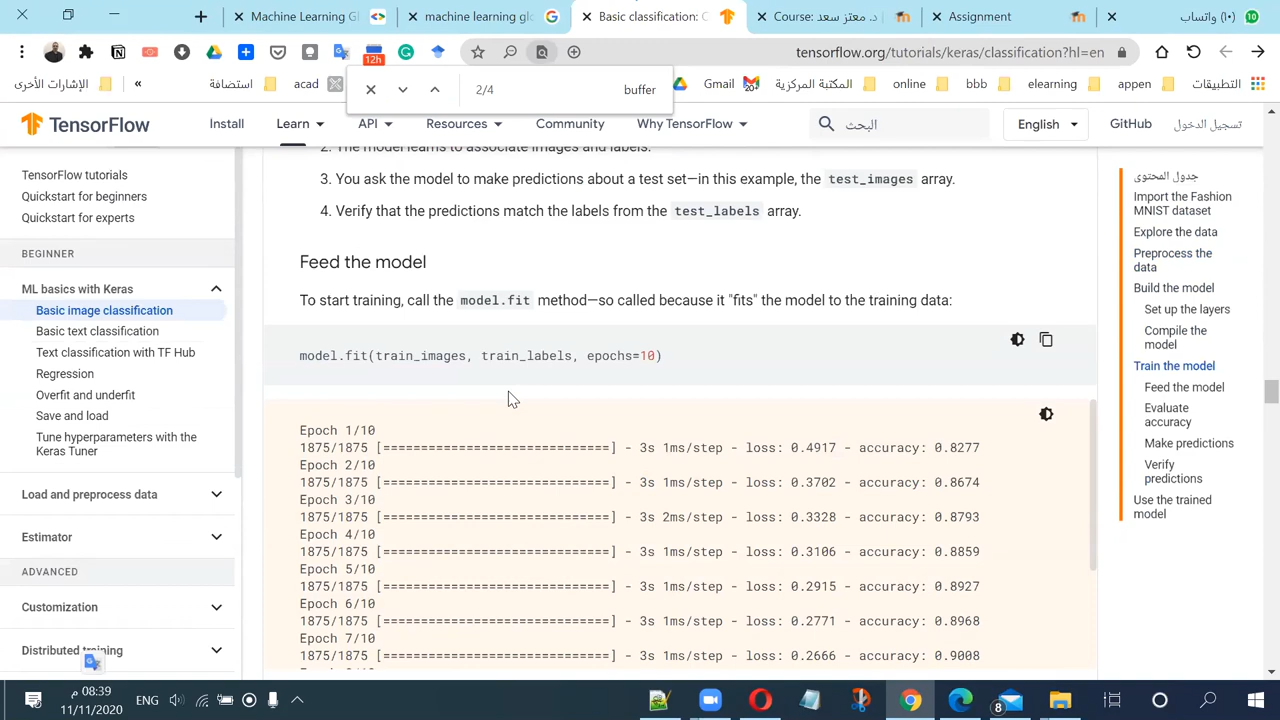 Machine Learning Gl
machine learning glo
Basic classification: C
Course: د. معتز سعد
Assignment
(١٠) واتساب
tensorflow.org/tutorials/keras/classification?hl=en
12h
الإشارات الأخرى
«
استضافة
acad
Gmail
المكتبة المركزية
online
bbb
elearning
appen
التطبيقات
2/4
buffer
TensorFlow
Install
Learn
API
Resources
Community
Why TensorFlow
البحث
English
GitHub
تسجيل الدخول
TensorFlow tutorials
Quickstart for beginners
Quickstart for experts
BEGINNER
ML basics with Keras
Basic image classification
Basic text classification
Text classification with TF Hub
Regression
Overfit and underfit
Save and load
Tune hyperparameters with the
Keras Tuner
Load and preprocess data
Estimator
ADVANCED
Customization
Distributed training
2. The model learns to associate images and labels.
3. You ask the model to make predictions about a test set—in this example, the test_images array.
4. Verify that the predictions match the labels from the test_labels array.
Feed the model
To start training, call the model.fit method—so called because it "fits" the model to the training data:
model.fit(train_images, train_labels, epochs=10)
Epoch 1/10
1875/1875 [==============================] - 3s 1ms/step - loss: 0.4917 - accuracy: 0.8277
Epoch 2/10
1875/1875 [==============================] - 3s 1ms/step - loss: 0.3702 - accuracy: 0.8674
Epoch 3/10
1875/1875 [==============================] - 3s 2ms/step - loss: 0.3328 - accuracy: 0.8793
Epoch 4/10
1875/1875 [==============================] - 3s 1ms/step - loss: 0.3106 - accuracy: 0.8859
Epoch 5/10
1875/1875 [==============================] - 3s 1ms/step - loss: 0.2915 - accuracy: 0.8927
Epoch 6/10
1875/1875 [==============================] - 3s 1ms/step - loss: 0.2771 - accuracy: 0.8968
Epoch 7/10
1875/1875 [==============================] - 3s 1ms/step - loss: 0.2666 - accuracy: 0.9008
جدول المحتوى
Import the Fashion
MNIST dataset
Explore the data
Preprocess the
data
Build the model
Set up the layers
Compile the
model
Train the model
Feed the model
Evaluate
accuracy
Make predictions
Verify
predictions
Use the trained
model
08:39 م
11/11/2020
ENG
8